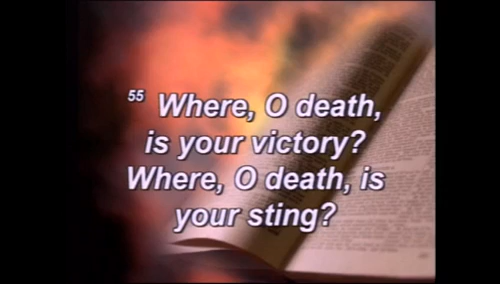 55 Where, O death,
is your victory?
Where, O death, is
your sting?